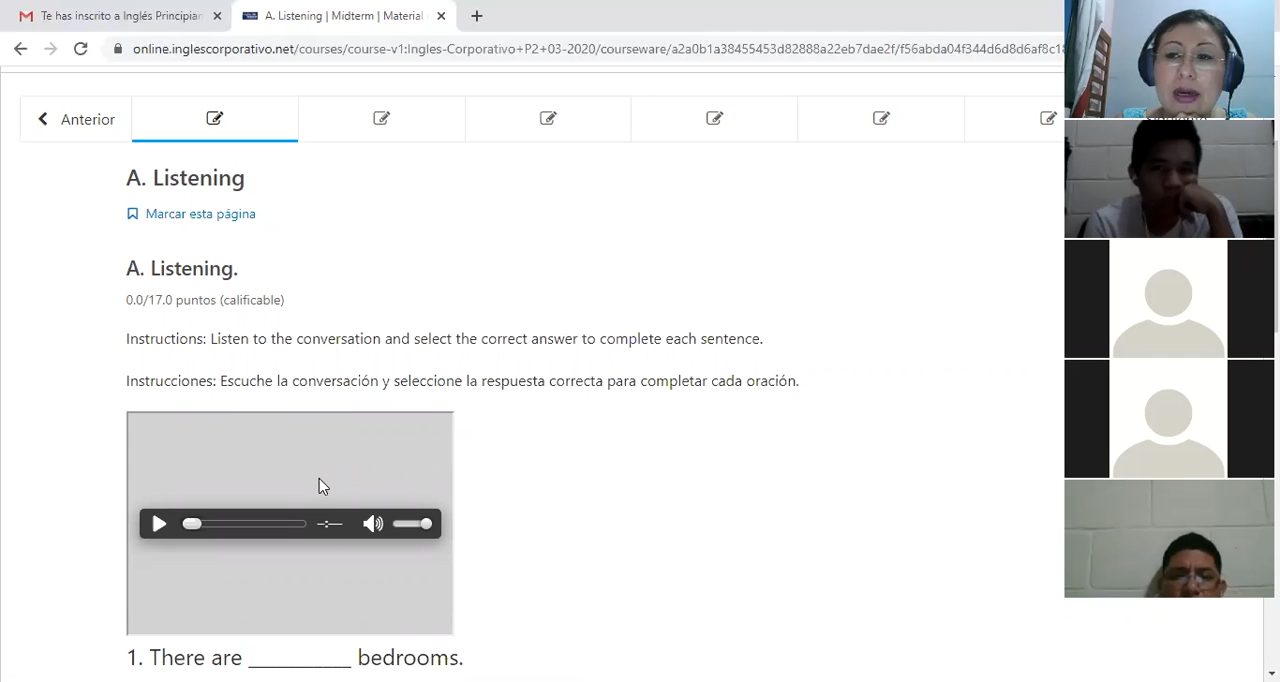 Te has inscrito a Inglés Principian
A. Listening | Midterm | Material
online.inglescorporativo.net/courses/course-v1:Ingles-Corporativo+P2+03-2020/courseware/a2a0b1a38455453d82888a22eb7dae2f/f56abda04f344d6d8d6af8c18
Anterior
A. Listening
Marcar esta página
A. Listening.
0.0/17.0 puntos (calificable)
Instructions: Listen to the conversation and select the correct answer to complete each sentence.
Instrucciones: Escuche la conversación y seleccione la respuesta correcta para completar cada oración.
1. There are ___________ bedrooms.